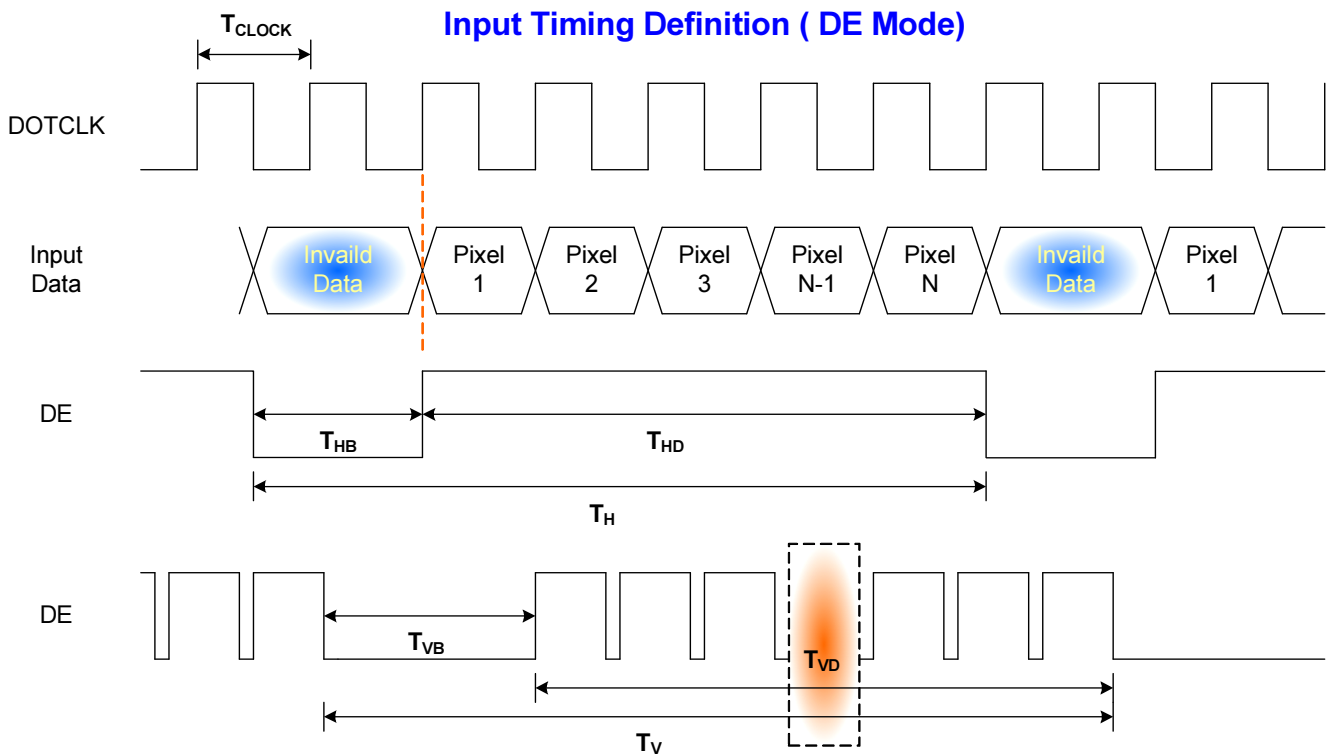 Input Timing Definition ( DE Mode)
TCLOCK
DOTCLK
Input
Data
Invaild
Data
Pixel
1
Pixel
2
Pixel
3
Pixel
N-1
Pixel
N
Invaild
Data
Pixel
1
DE
THB
THD
TH
DE
TVB
TVD
TV